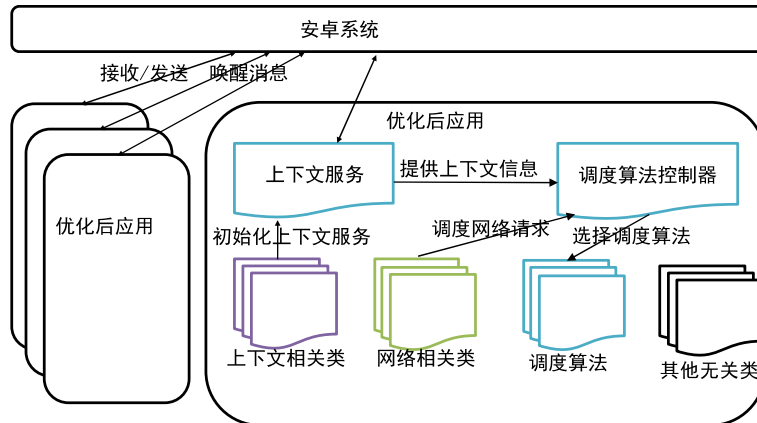 安卓系统
接收/发送 唤醒消息
优化后应用
优化后应用
上下文服务
提供上下文信息
调度算法控制器
初始化上下文服务
调度网络请求
选择调度算法
上下文相关类
网络相关类
调度算法
其他无关类